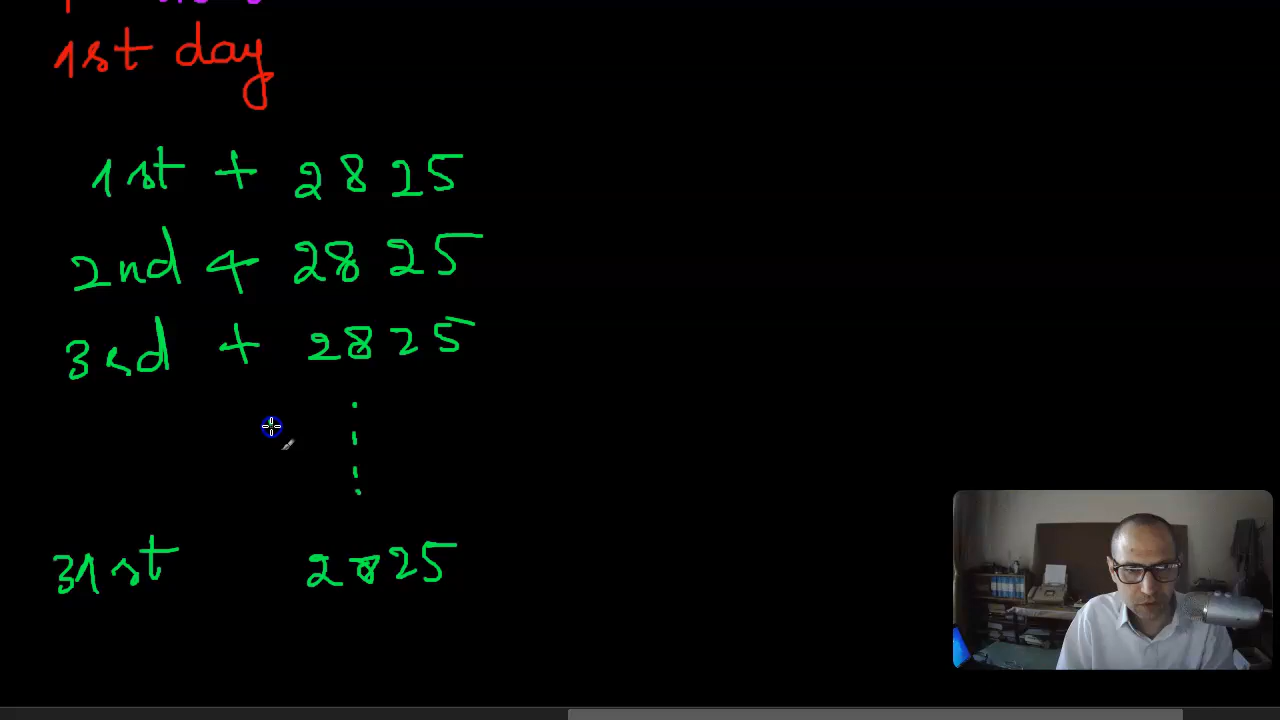 1st day
1st + 2825
2nd + 2825
3rd + 2825
31st 2825